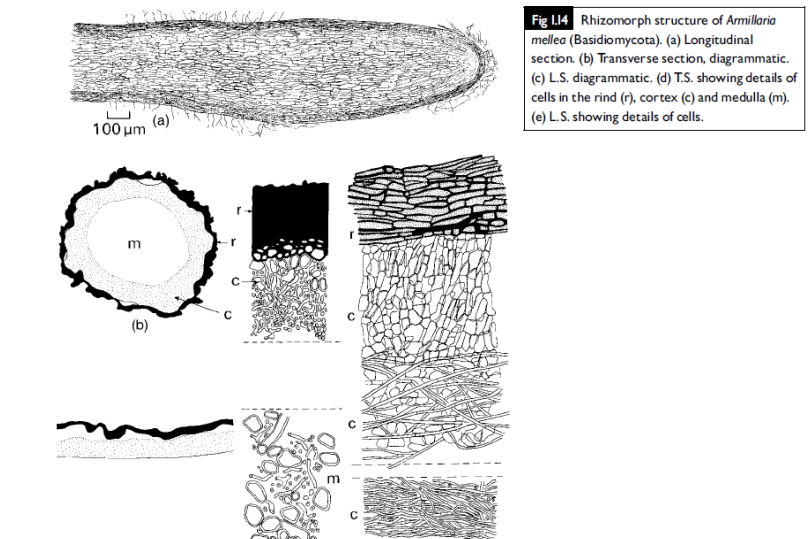 Fig 1.14 Rhizomorph structure of Armillaria
mellea (Basidiomycota). (a) Longitudinal
section. (b) Transverse section, diagrammatic.
(c) L.S. diagrammatic. (d) T.S. showing details of
cells in the rind (r), cortex (c) and medulla (m).
(e) L.S. showing details of cells.
100 µm
(a)
r
r
m
r
c
c
c
(b)
c
m
c